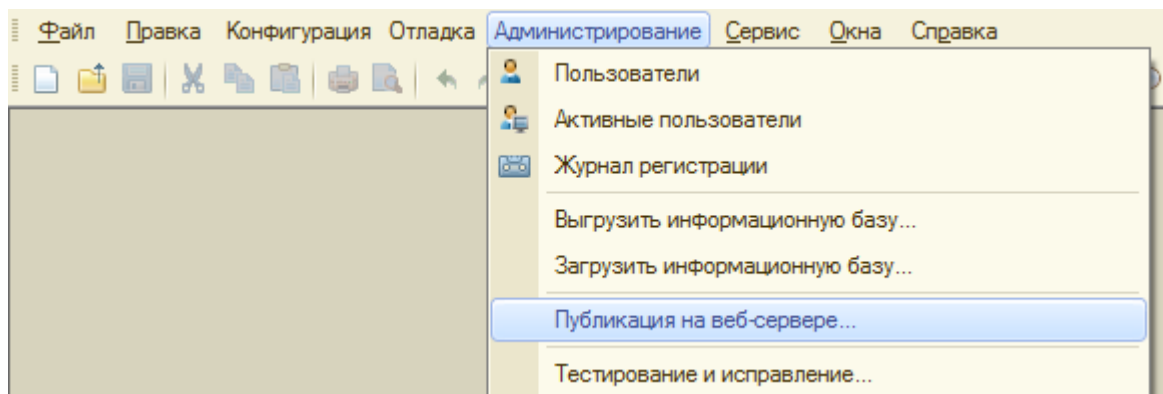 Файл Правка Конфигурация Отладка Администрирование Сервис Окна Справка
Пользователи
Активные пользователи
Журнал регистрации
Выгрузить информационную базу...
Загрузить информационную базу...
Публикация на веб-сервере...
Тестирование и исправление...